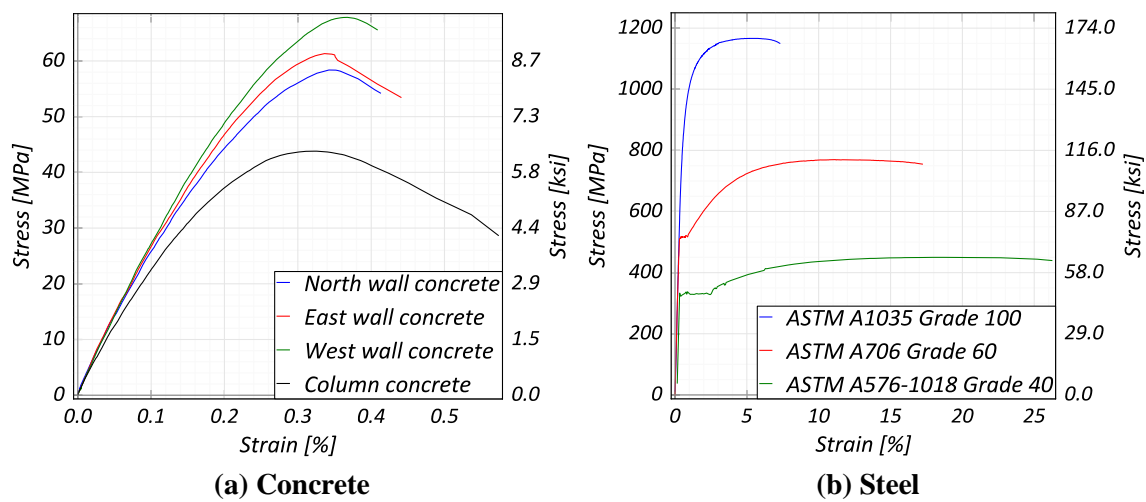 60
50
40
30
20
10
0
Stress [MPa]
8.7
7.3
5.8
4.4
2.9
1.5
0.0
Stress [ksi]
North wall concrete
East wall concrete
West wall concrete
Column concrete
0.0 0.1 0.2 0.3 0.4 0.5
Strain [%]
(a) Concrete
1200
1000
800
600
400
200
0
Stress [MPa]
174.0
145.0
116.0
87.0
58.0
29.0
0.0
Stress [ksi]
ASTM A1035 Grade 100
ASTM A706 Grade 60
ASTM A576-1018 Grade 40
0 5 10 15 20 25
Strain [%]
(b) Steel